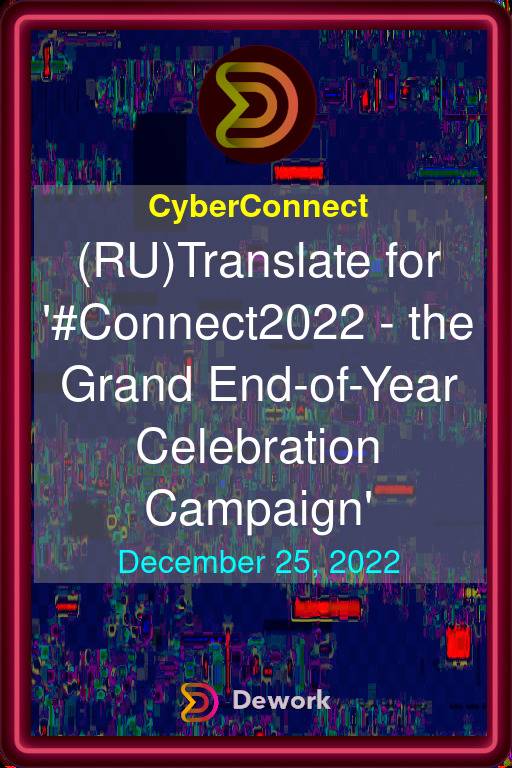 CyberConnect
(RU)Translate for
'#Connect2022 - the
Grand End-of-Year
Celebration
Campaign'
December 25, 2022
Dework